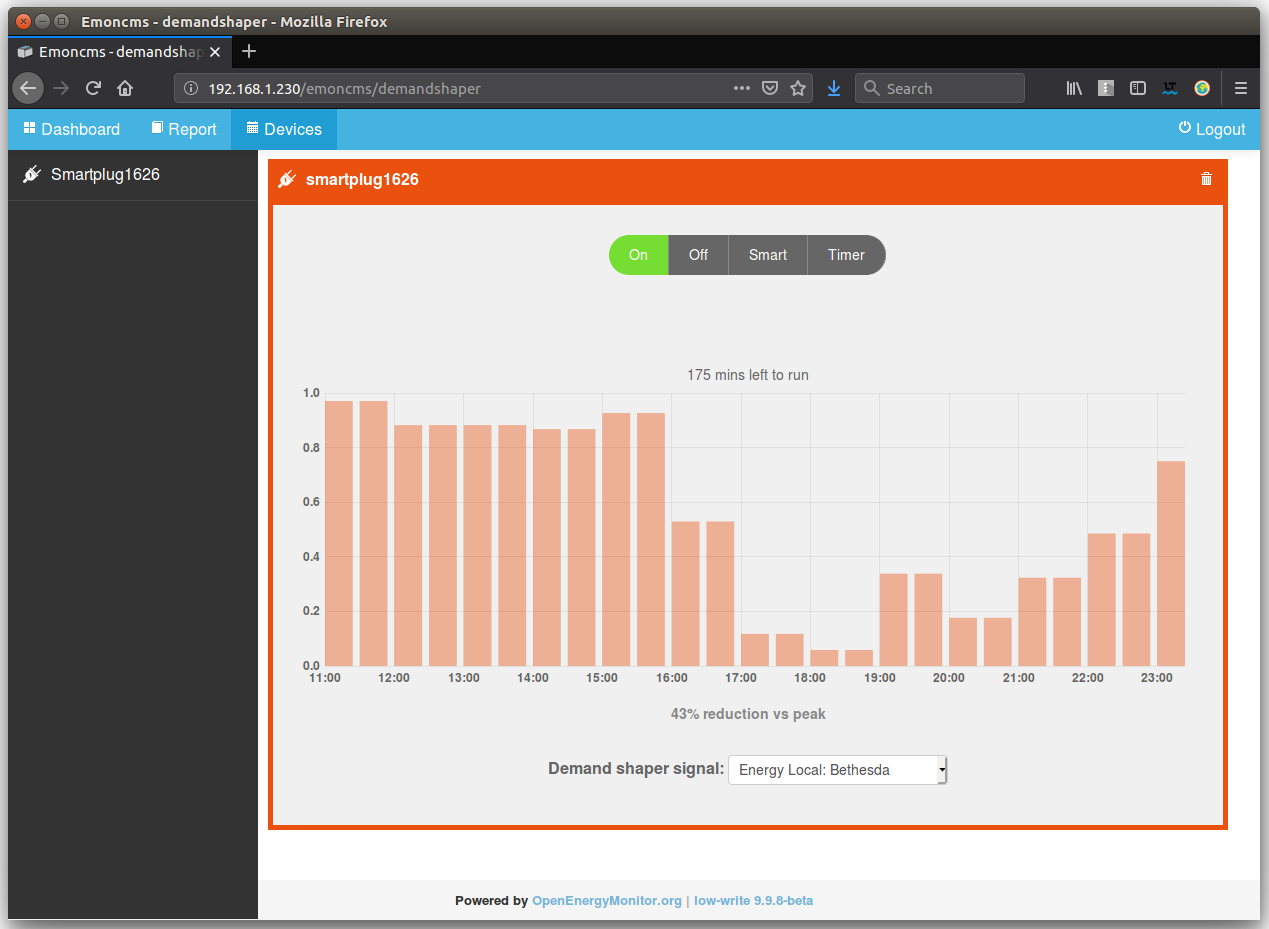 Emoncms - demandshaper - Mozilla Firefox
Emoncms - demandshap
192.168.1.230/emoncms/demandshaper
Search
Dashboard Report Devices Logout
Smartplug1626
smartplug1626
On Off Smart Timer
175 mins left to run
1.0
0.8
0.6
0.4
0.2
0.0
11:00 12:00 13:00 14:00 15:00 16:00 17:00 18:00 19:00 20:00 21:00 22:00 23:00
43% reduction vs peak
Demand shaper signal: Energy Local: Bethesda
Powered by OpenEnergyMonitor.org | low-write 9.9.8-beta